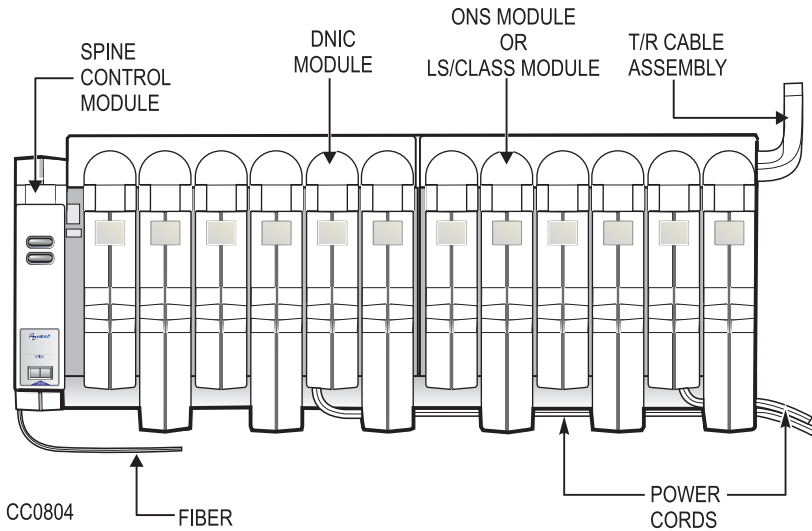 SPINE
CONTROL
MODULE
DNIC
MODULE
ONS MODULE
OR
LS/CLASS MODULE
T/R CABLE
ASSEMBLY
CC0804
FIBER
POWER
CORDS